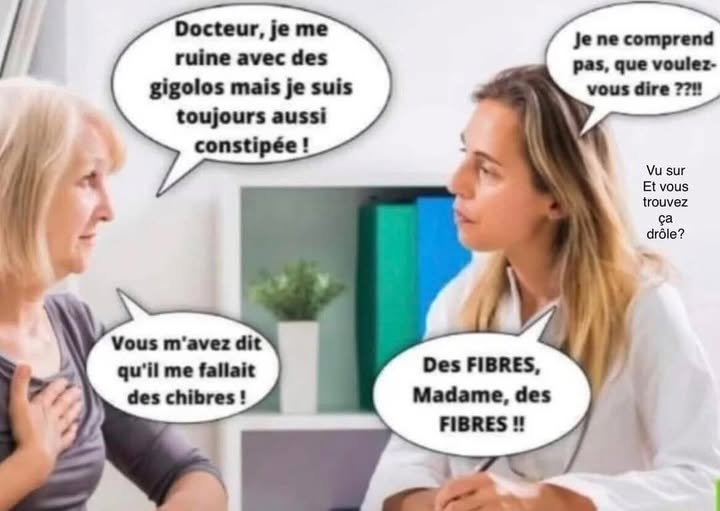 Docteur, je me
ruine avec des
gigolos mais je suis
toujours aussi
constipée !
Je ne comprend
pas, que voulez-
vous dire ??!!
Vu sur
Et vous
trouvez
ça
drôle?
Vous m'avez dit
qu'il me fallait
des chibres !
Des FIBRES,
Madame, des
FIBRES !!